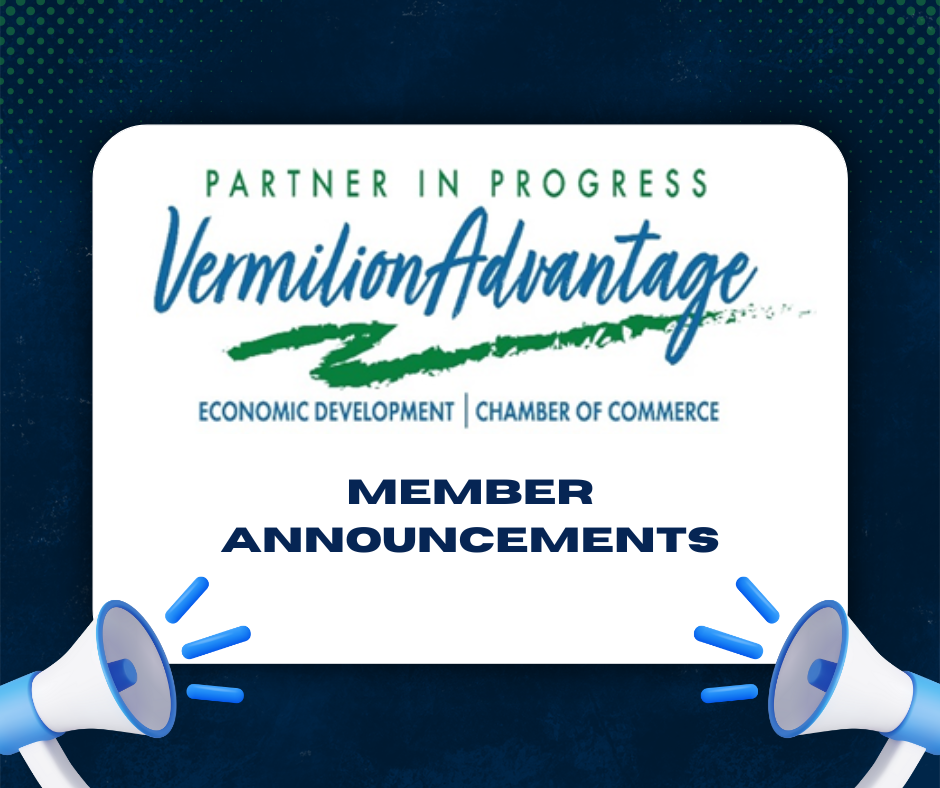 PARTNER IN PROGRESS
VermilionAdvantage
ECONOMIC DEVELOPMENT | CHAMBER OF COMMERCE
MEMBER
ANNOUNCEMENTS